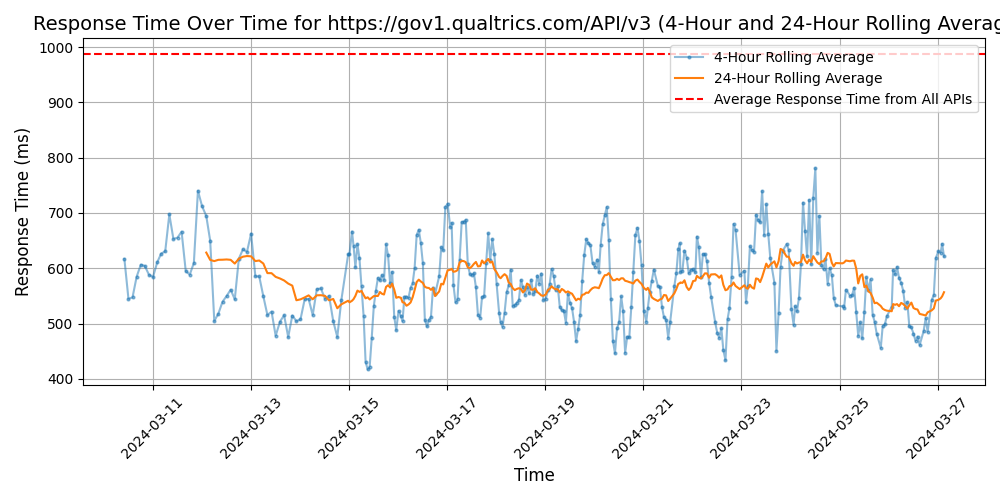 Response Time Over Time for https://gov1.qualtrics.com/API/v3 (4-Hour and 24-Hour Rolling Averag
1000
900
800
700
600
500
400
Response Time (ms)
4-Hour Rolling Average
24-Hour Rolling Average
Average Response Time from All APIs
2024-03-11
2024-03-13
2024-03-15
2024-03-17
2024-03-19
2024-03-21
2024-03-23
2024-03-25
2024-03-27
Time